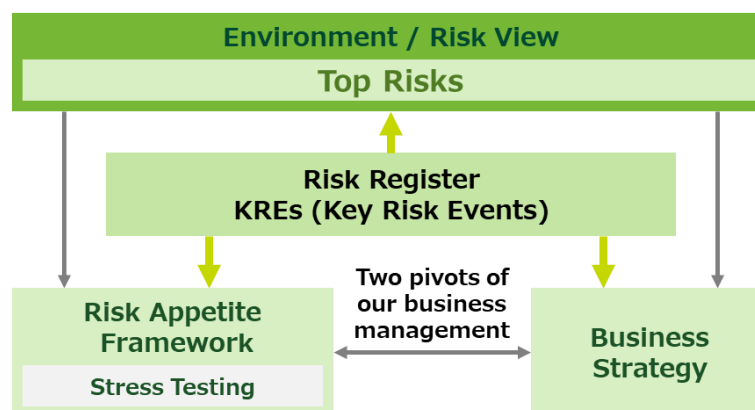 Environment / Risk View
Top Risks
Risk Register
KREs (Key Risk Events)
Two pivots of
our business
management
Risk Appetite
Framework
Stress Testing
Business
Strategy